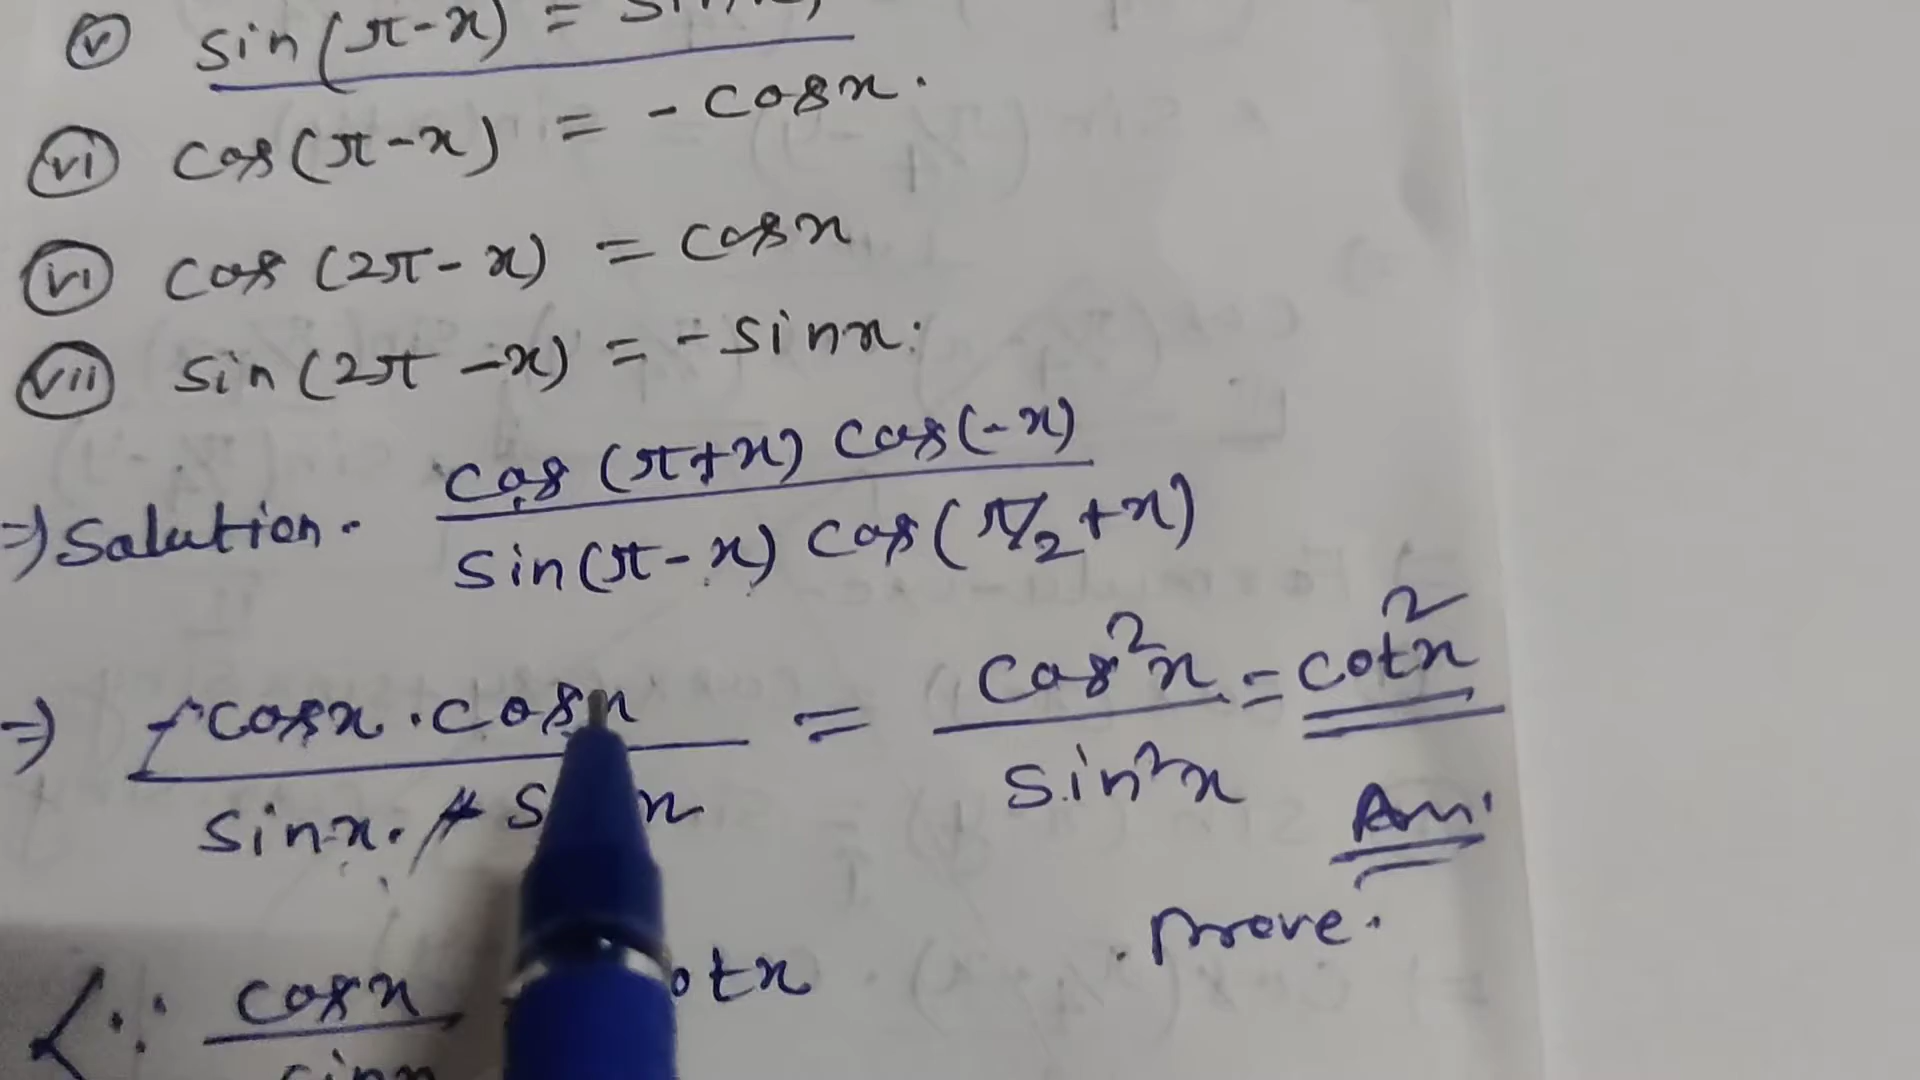 (v) sin(π-x) =
(vi) cos(π-x) = - cosx.
(vi) cos (2π- x) = cosx
(vii) sin (2π -x) = - sinx.
=) Solution. cos (π+x) cos(-x) / sin(π-x) cos(π/2 +x)
=) -cosx . cosx / sinx. - s x = cos²x / sin²x = cot²x
Ans.
prove.
∵ cosx / sinx otx